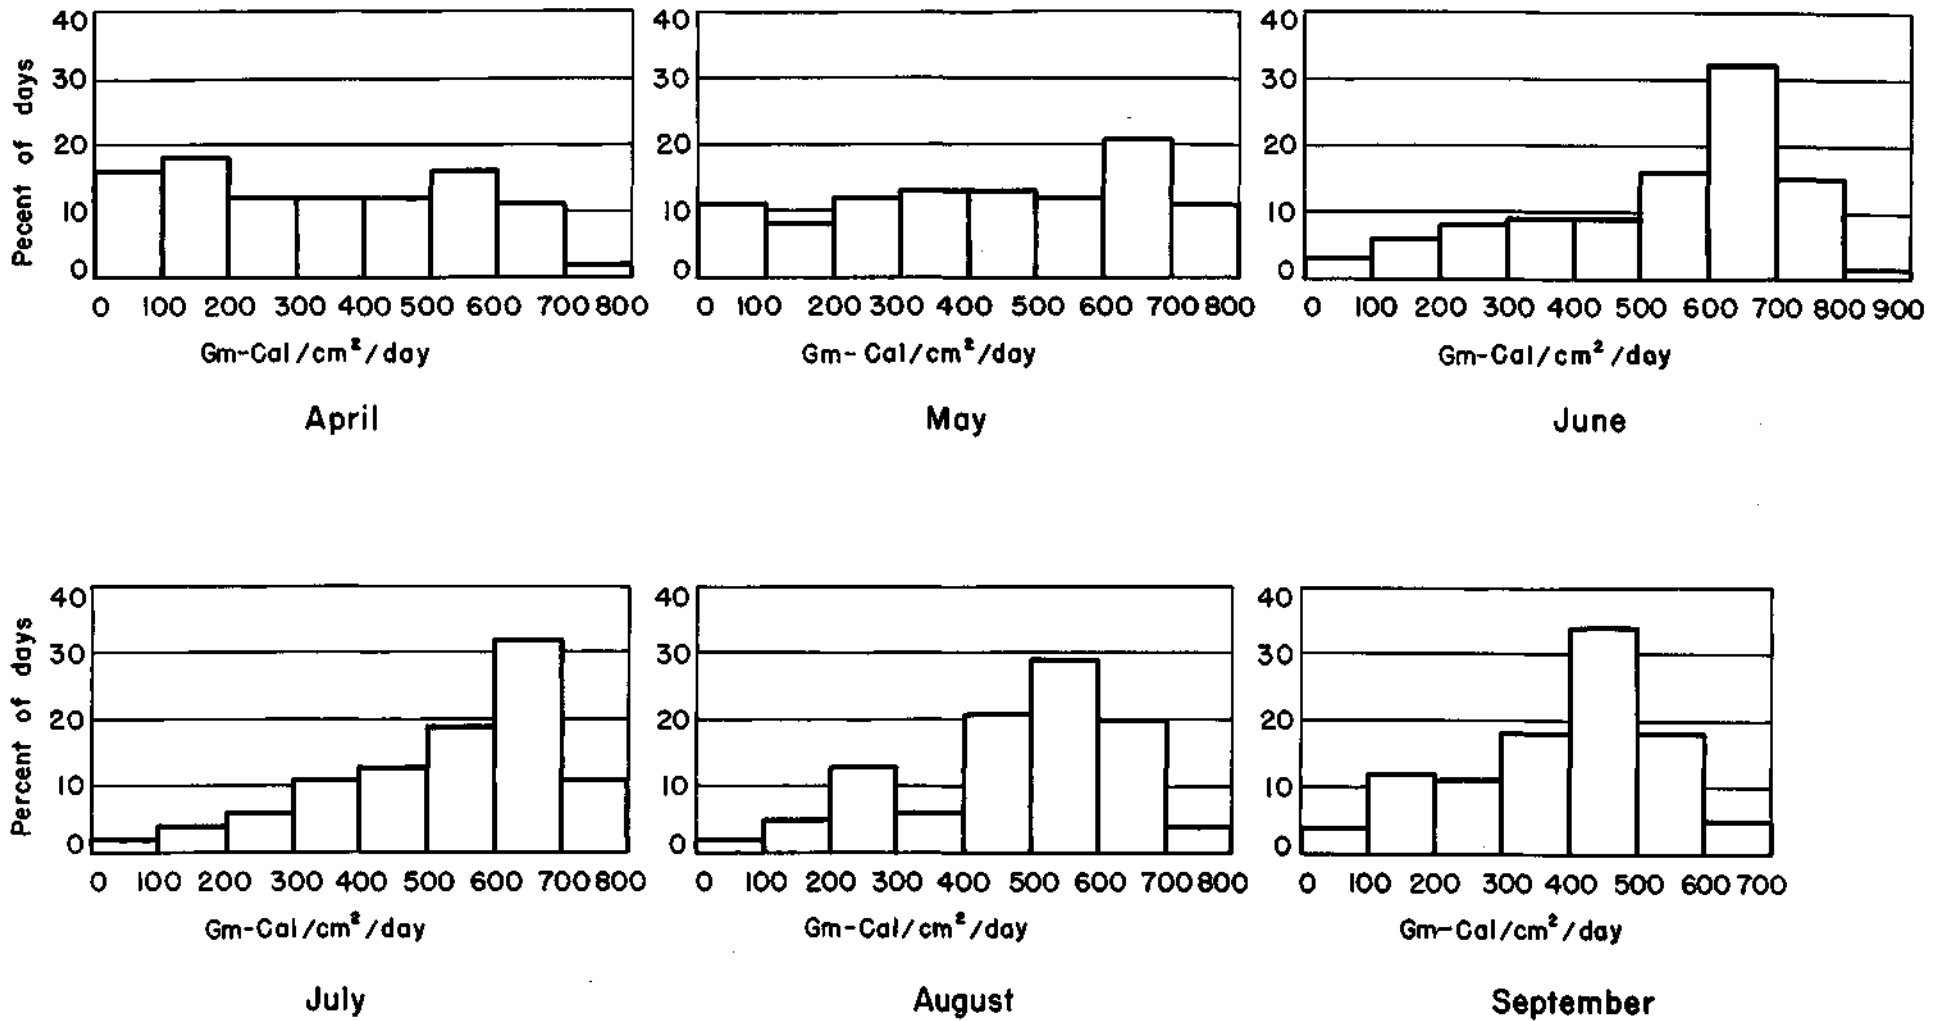 40 40 40
Pecent of days
30 30 30
20 20 20
10 10 10
0 0 0
0 100 200 300 400 500 600 700 800 0 100 200 300 400 500 600 700 800 0 100 200 300 400 500 600 700 800 900
Gm-Cal/cm²/day Gm-Cal/cm²/day Gm-Cal/cm²/day
April May June
40 40 40
Percent of days
30 30 30
20 20 20
10 10 10
0 0 0
0 100 200 300 400 500 600 700 800 0 100 200 300 400 500 600 700 800 0 100 200 300 400 500 600 700
Gm-Cal/cm²/day Gm-Cal/cm²/day Gm-Cal/cm²/day
July August September